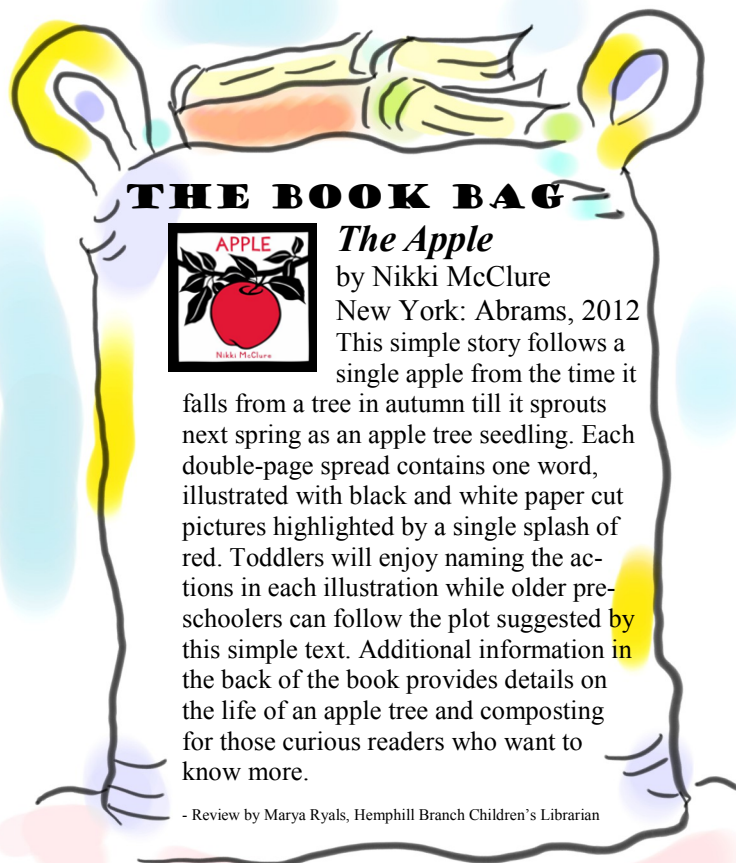 THE BOOK BAG
APPLE
Nikki McClure
The Apple
by Nikki McClure
New York: Abrams, 2012
This simple story follows a
single apple from the time it
falls from a tree in autumn till it sprouts
next spring as an apple tree seedling. Each
double-page spread contains one word,
illustrated with black and white paper cut
pictures highlighted by a single splash of
red. Toddlers will enjoy naming the ac-
tions in each illustration while older pre-
schoolers can follow the plot suggested by
this simple text. Additional information in
the back of the book provides details on
the life of an apple tree and composting
for those curious readers who want to
know more.
- Review by Marya Ryals, Hemphill Branch Children’s Librarian